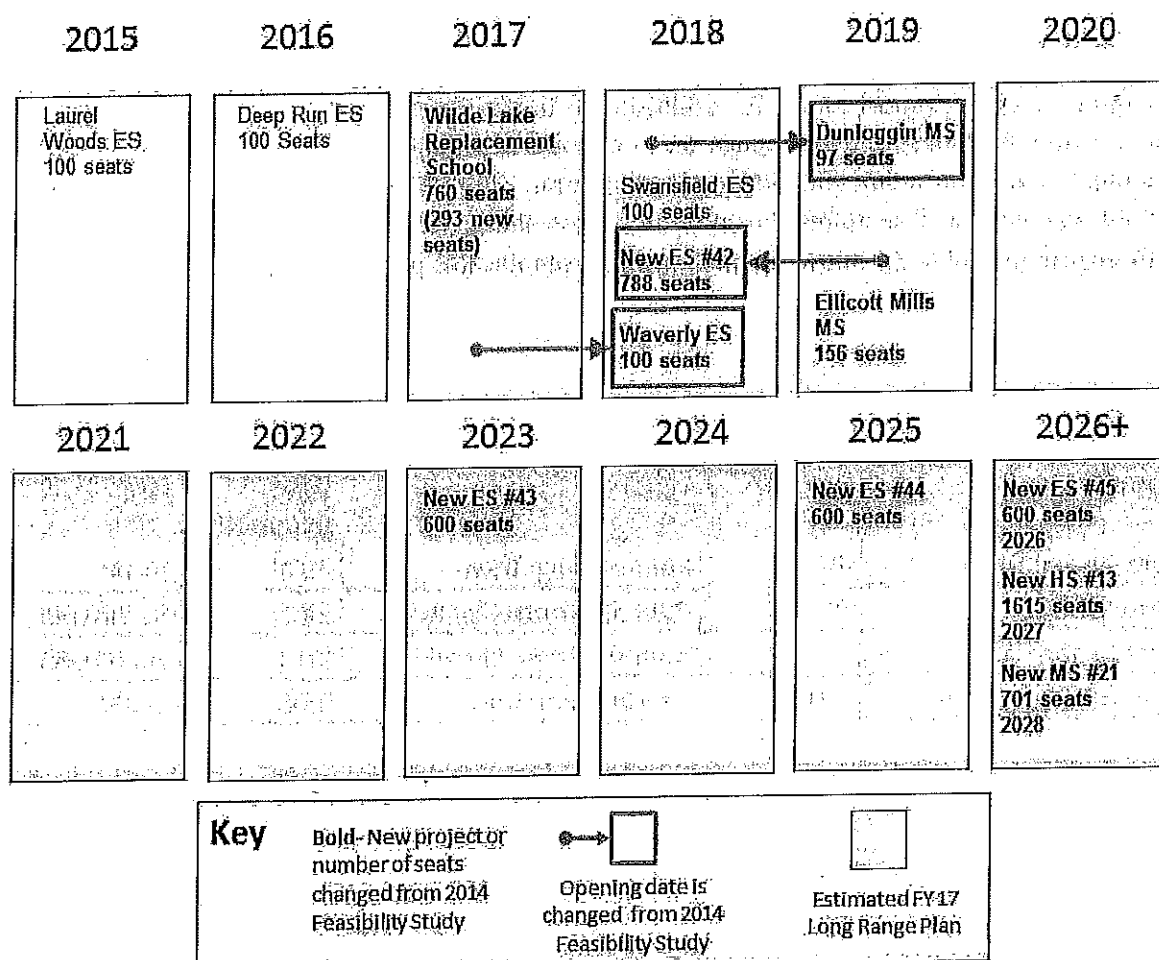 2015
2016
2017
2018
2019
2020
Laurel
Woods ES
100 seats
Deep Run ES
100 Seats
Wilde Lake
Replacement
School
760 seats
(293 new
seats)
Swansfield ES
100 seats
New ES #42
788 seats
Waverly ES
100 seats
Dunloggin MS
97 seats
Ellicott Mills
MS
156 seats
2021
2022
2023
2024
2025
2026+
New ES #43
600 seats
New ES #44
600 seats
New ES #45
600 seats
2026
New HS #13
1615 seats
2027
New MS #21
701 seats
2028
Key
Bold- New project or
number of seats
changed from 2014
Feasibility Study
Opening date is
changed from 2014
Feasibility Study
Estimated FY 17
Long Range Plan